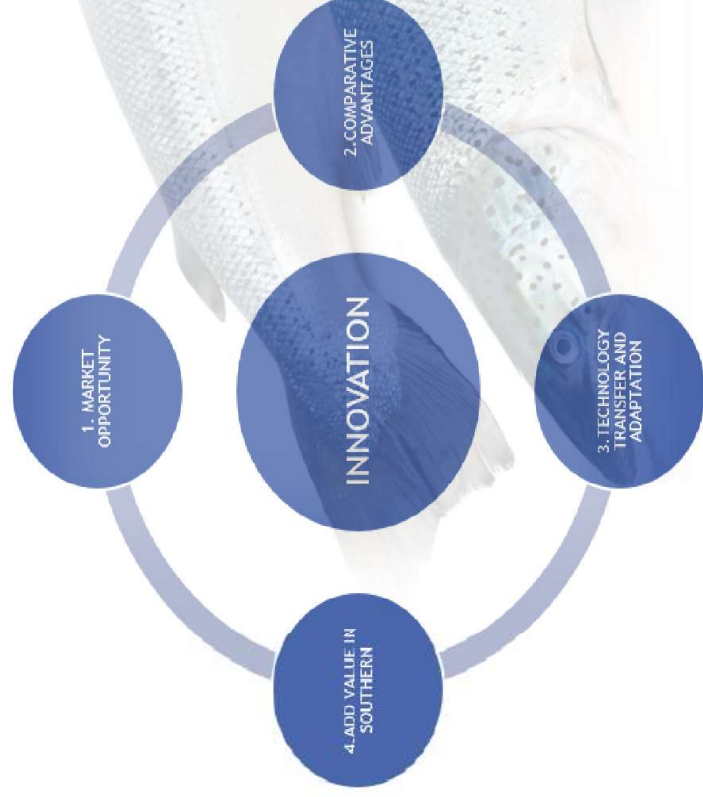 1. MARKET
OPPORTUNITY
2. COMPARATIVE
ADVANTAGES
3. TECHNOLOGY
TRANSFER AND
ADAPTATION
4. ADD VALUE IN
SOUTHERN
INNOVATION